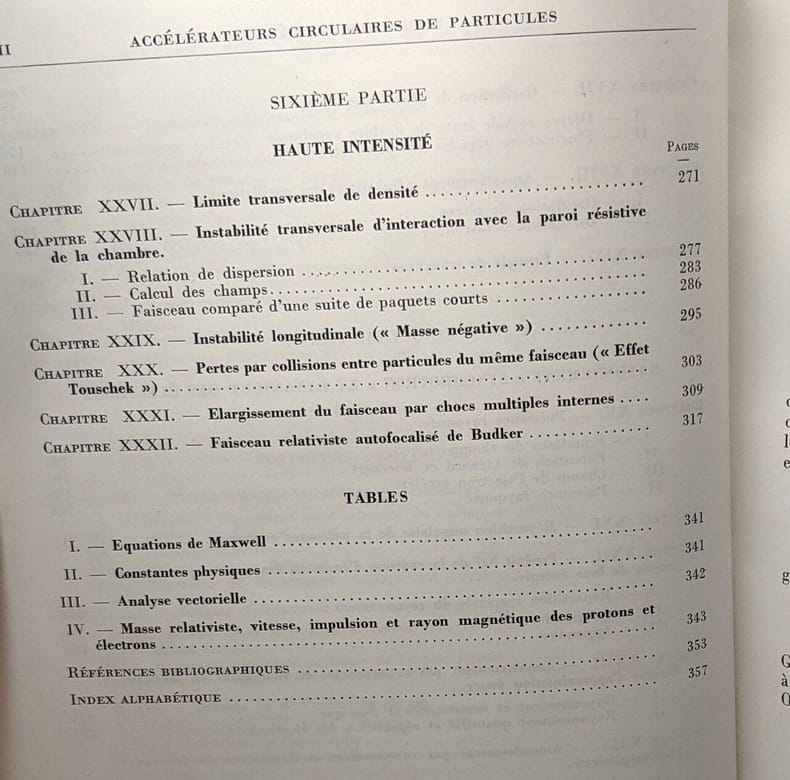 II ACCÉLÉRATEURS CIRCULAIRES DE PARTICULES
SIXIÈME PARTIE
HAUTE INTENSITÉ
PAGES
CHAPITRE XXVII. — Limite transversale de densité ........................ 271
CHAPITRE XXVIII. — Instabilité transversale d'interaction avec la paroi résistive
de la chambre.
I. — Relation de dispersion ........................ 277
II. — Calcul des champs ........................ 283
III. — Faisceau comparé d'une suite de paquets courts ................ 286
CHAPITRE XXIX. — Instabilité longitudinale (« Masse négative ») ............ 295
CHAPITRE XXX. — Pertes par collisions entre particules du même faisceau (« Effet
Touschek ») ........................ 303
CHAPITRE XXXI. — Elargissement du faisceau par chocs multiples internes .... 309
CHAPITRE XXXII. — Faisceau relativiste autofocalisé de Budker ............... 317
TABLES
I. — Equations de Maxwell ........................ 341
II. — Constantes physiques ........................ 341
III. — Analyse vectorielle ........................ 342
IV. — Masse relativiste, vitesse, impulsion et rayon magnétique des protons et
électrons ........................ 343
RÉFÉRENCES BIBLIOGRAPHIQUES ........................ 353
INDEX ALPHABÉTIQUE ........................ 357